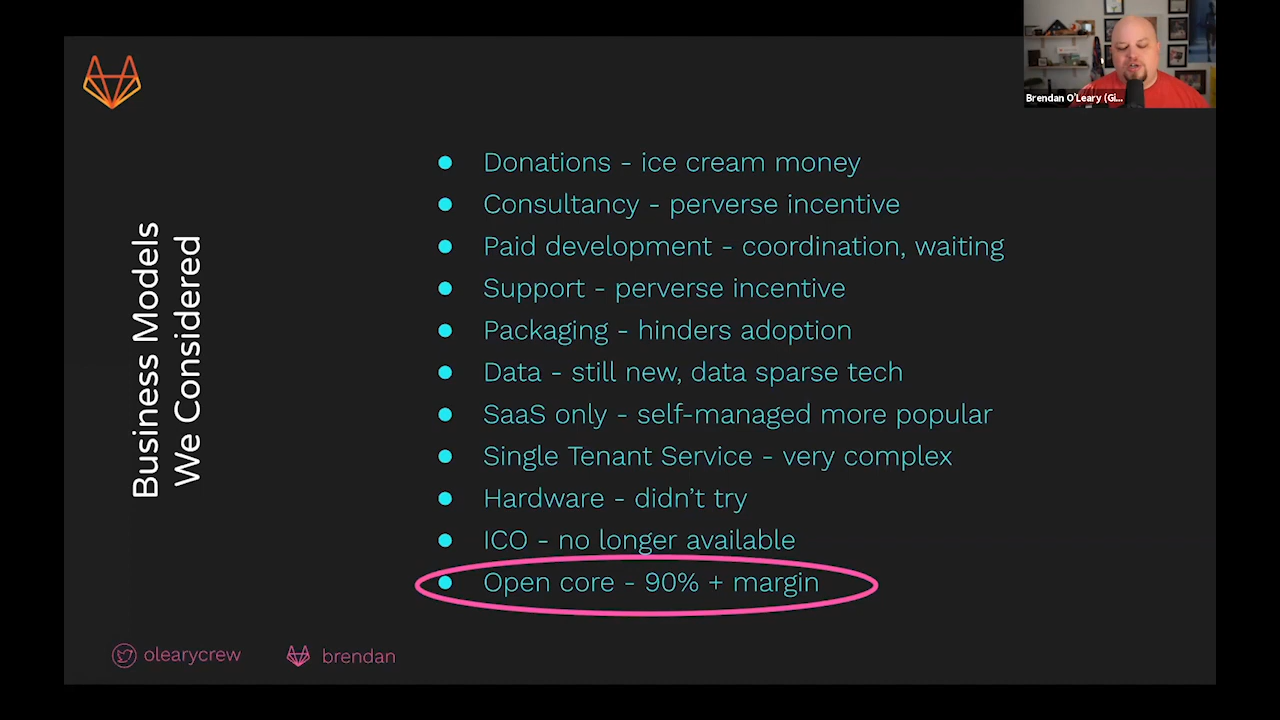 Brendan O'Leary (Gi...
Business Models
We Considered
Donations - ice cream money
Consultancy - perverse incentive
Paid development - coordination, waiting
Support - perverse incentive
Packaging - hinders adoption
Data - still new, data sparse tech
SaaS only - self-managed more popular
Single Tenant Service - very complex
Hardware - didn’t try
ICO - no longer available
Open core - 90% + margin
olearycrew
brendan